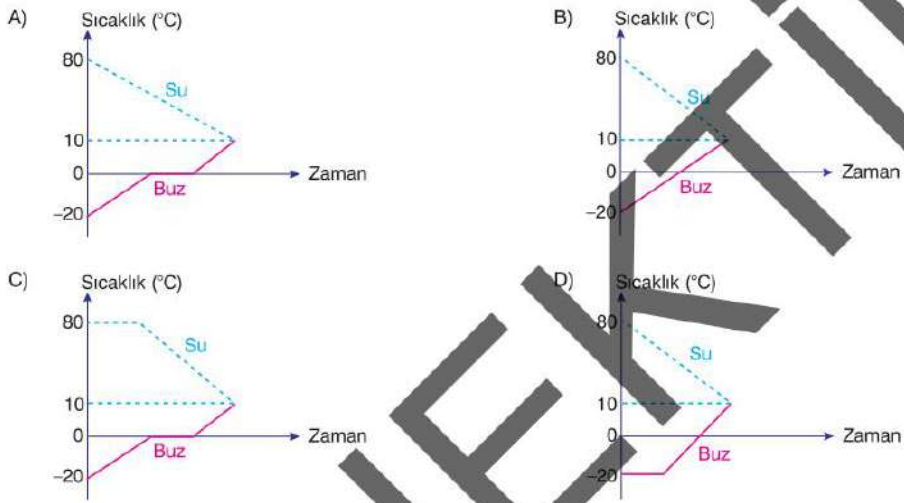 A)
Sıcaklık (°C)
80
Su
10
0
Zaman
Buz
−20
B)
Sıcaklık (°C)
80
Su
10
0
Zaman
Buz
−20
C)
Sıcaklık (°C)
80
Su
10
0
Zaman
Buz
−20
D)
Sıcaklık (°C)
80
Su
10
0
Zaman
Buz
−20